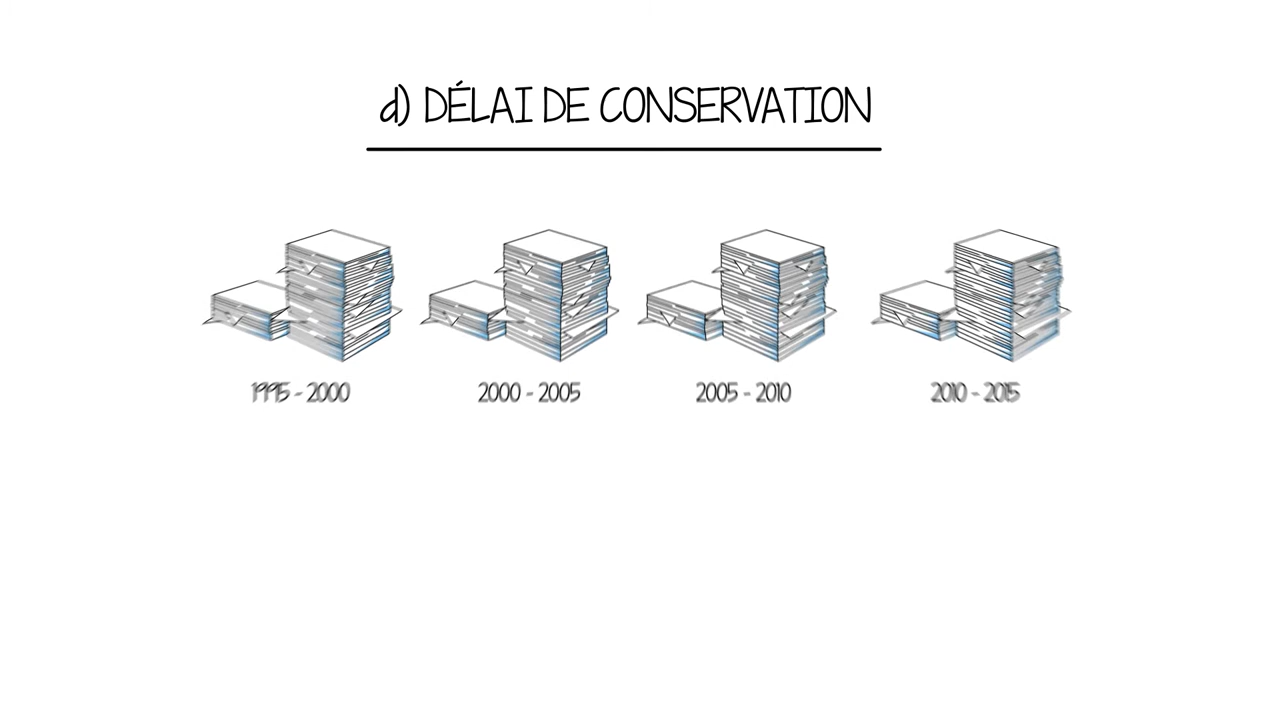 d) DÉLAI DE CONSERVATION
1995 - 2000
2000 - 2005
2005 - 2010
2010 - 2015